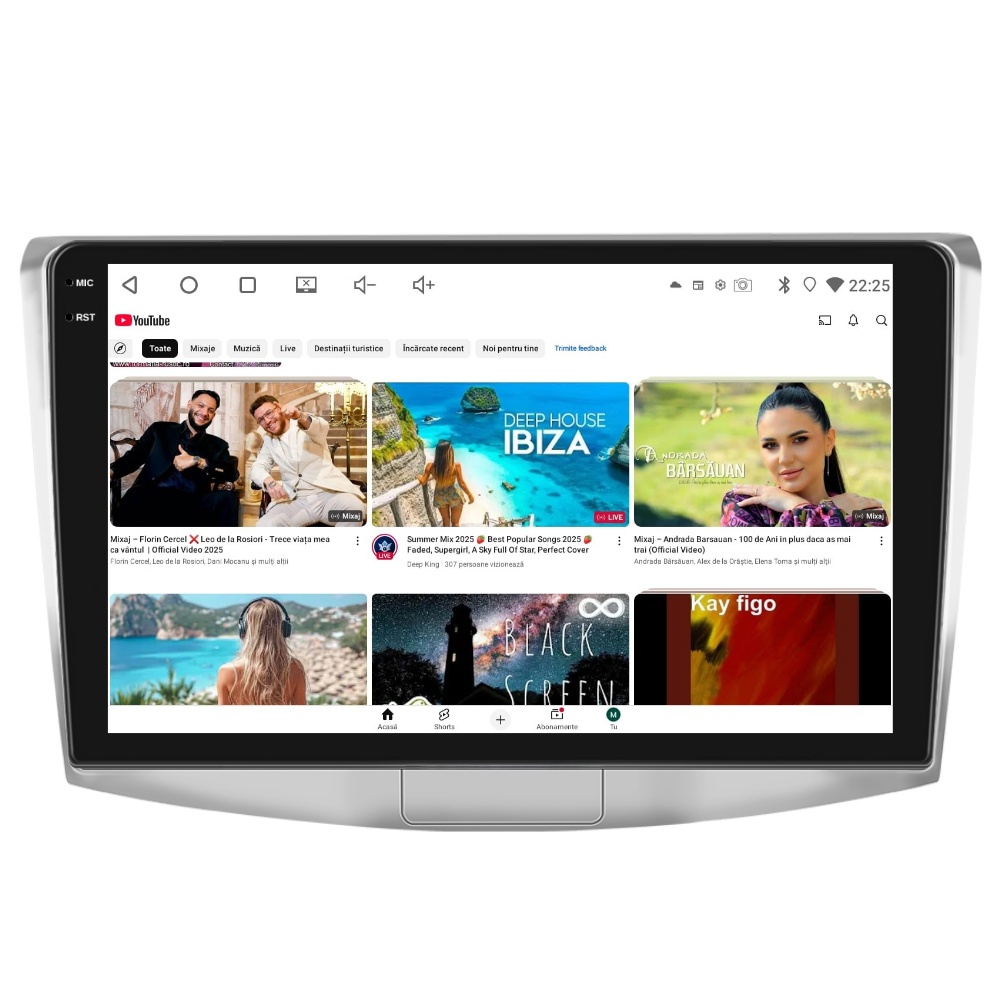 MIC
RST
22:25
YouTube
Toate
Mixaje
Muzică
Live
Destinații turistice
Încărcate recent
Noi pentru tine
Trimite feedback
Mixaj
DEEP HOUSE
IBIZA
LIVE
ANDRADA
BÂRSĂUAN
Mixaj
Mixaj – Florin Cercel ❌ Leo de la Rosiori - Trece viața mea
ca vântul | Official Video 2025
Florin Cercel, Leo de la Rosiori, Dani Mocanu și mulți alții
LIVE
Summer Mix 2025 🍓 Best Popular Songs 2025 🍓
Faded, Supergirl, A Sky Full Of Star, Perfect Cover
Deep King · 307 persoane vizionează
Mixaj – Andrada Barsauan - 100 de Ani in plus daca as mai
trai (Official Video)
Andrada Bârsăuan, Alex de la Orăștie, Elena Toma și mulți alții
BLACK
SCREEN
Kay figo
Acasă
Shorts
Abonamente
M
Tu